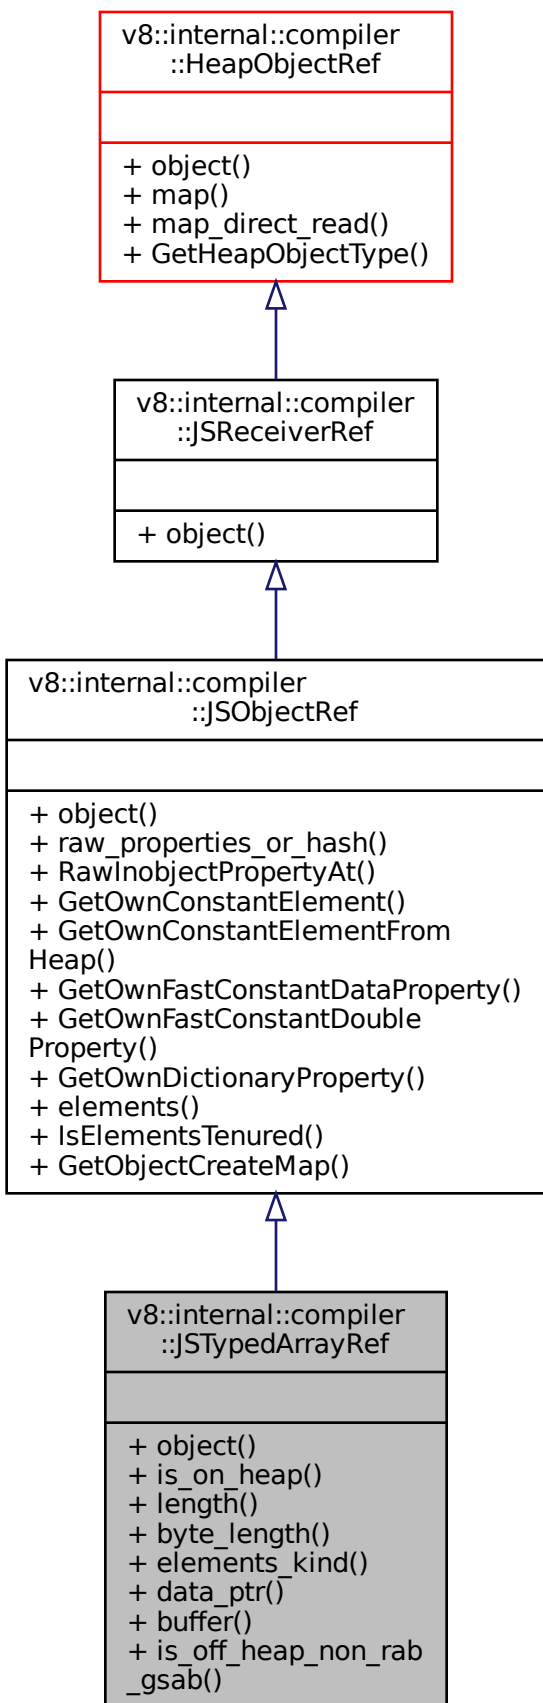 v8::internal::compiler
::HeapObjectRef
+ object()
+ map()
+ map_direct_read()
+ GetHeapObjectType()
v8::internal::compiler
::JSReceiverRef
+ object()
v8::internal::compiler
::JSObjectRef
+ object()
+ raw_properties_or_hash()
+ RawInobjectPropertyAt()
+ GetOwnConstantElement()
+ GetOwnConstantElementFrom
Heap()
+ GetOwnFastConstantDataProperty()
+ GetOwnFastConstantDouble
Property()
+ GetOwnDictionaryProperty()
+ elements()
+ IsElementsTenured()
+ GetObjectCreateMap()
v8::internal::compiler
::JSTypedArrayRef
+ object()
+ is_on_heap()
+ length()
+ byte_length()
+ elements_kind()
+ data_ptr()
+ buffer()
+ is_off_heap_non_rab
_gsab()